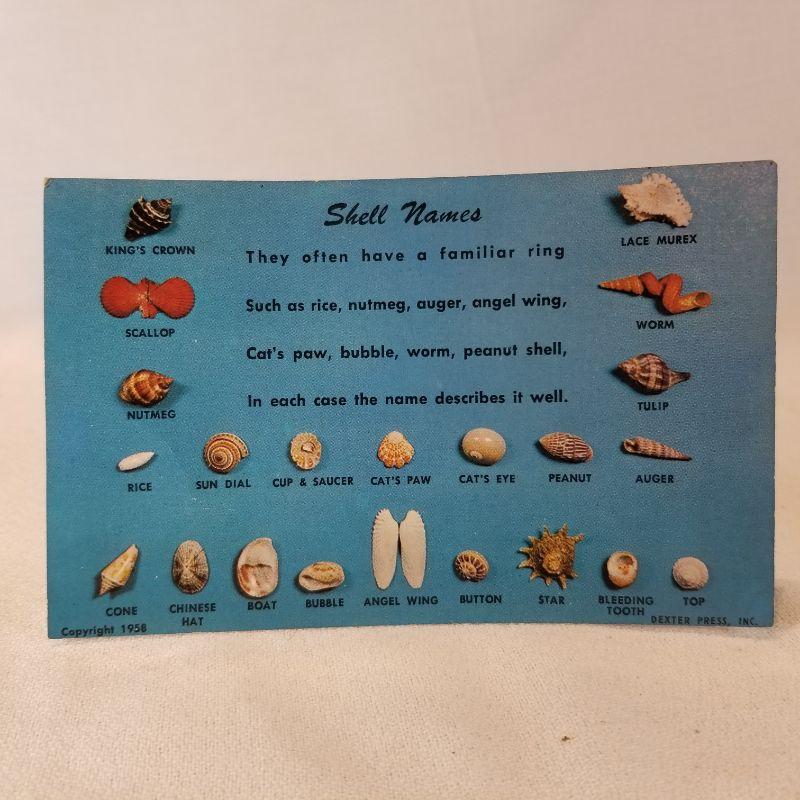 Shell Names
KING'S CROWN
LACE MUREX
They often have a familiar ring
Such as rice, nutmeg, auger, angel wing,
Cat's paw, bubble, worm, peanut shell,
In each case the name describes it well.
SCALLOP
WORM
NUTMEG
TULIP
RICE
SUN DIAL
CUP & SAUCER
CAT'S PAW
CAT'S EYE
PEANUT
AUGER
CONE
CHINESE
HAT
BOAT
BUBBLE
ANGEL WING
BUTTON
STAR
BLEEDING
TOOTH
TOP
Copyright 1958
DEXTER PRESS, INC.